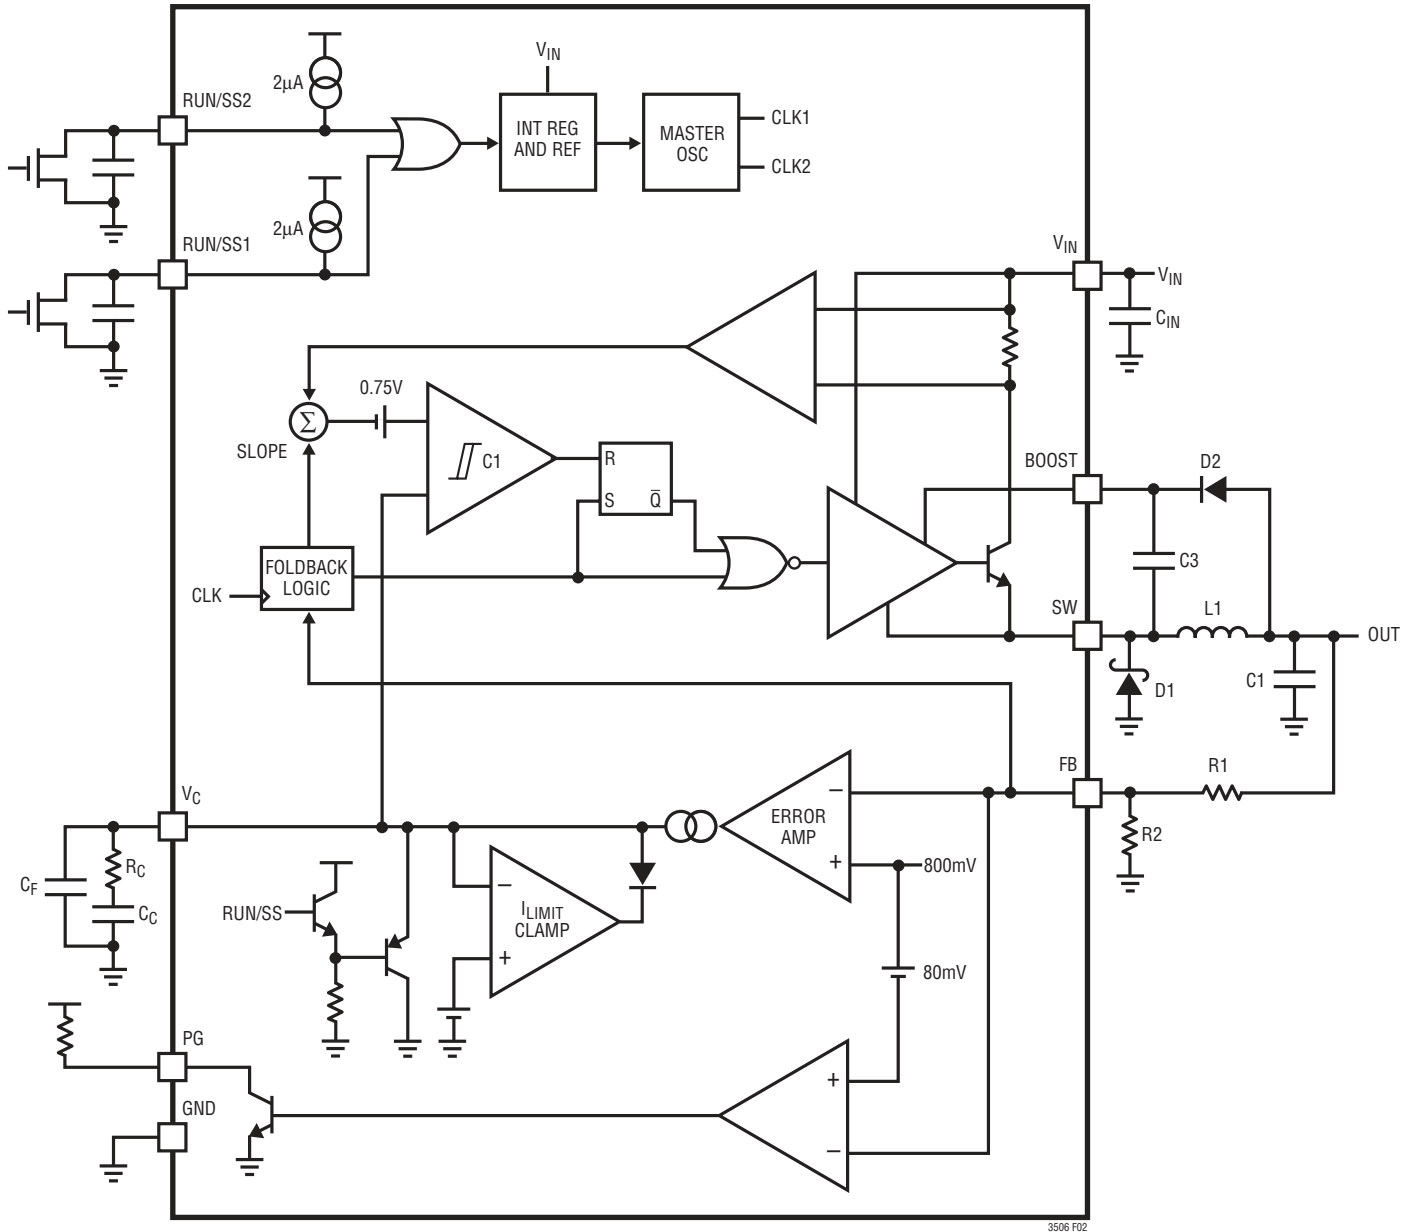 RUN/SS2
2µA
V_IN
INT REG
AND REF
MASTER
OSC
CLK1
CLK2
RUN/SS1
2µA
V_IN
V_IN
C_IN
0.75V
Σ
SLOPE
C1
R
S
Q̅
BOOST
D2
C3
FOLDBACK
LOGIC
CLK
SW
L1
OUT
D1
C1
FB
R1
R2
V_C
ERROR
AMP
−
+
800mV
R_C
C_F
C_C
RUN/SS
I_LIMIT
CLAMP
−
+
80mV
PG
GND
+
−
3506 F02